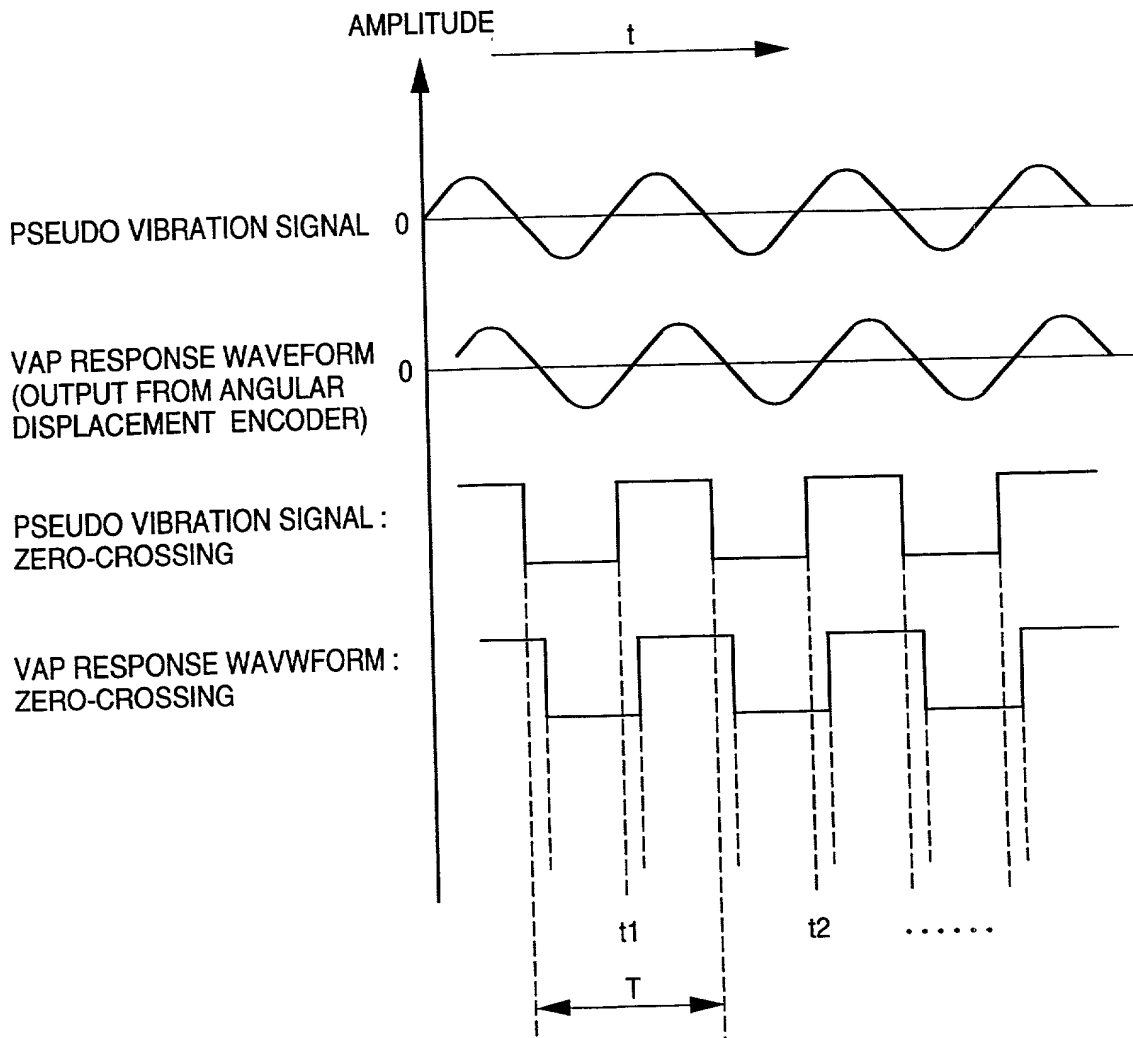 AMPLITUDE
t
PSEUDO VIBRATION SIGNAL 0
VAP RESPONSE WAVEFORM
(OUTPUT FROM ANGULAR
DISPLACEMENT ENCODER)
0
PSEUDO VIBRATION SIGNAL :
ZERO-CROSSING
VAP RESPONSE WAVWFORM :
ZERO-CROSSING
t1 t2 ......
T